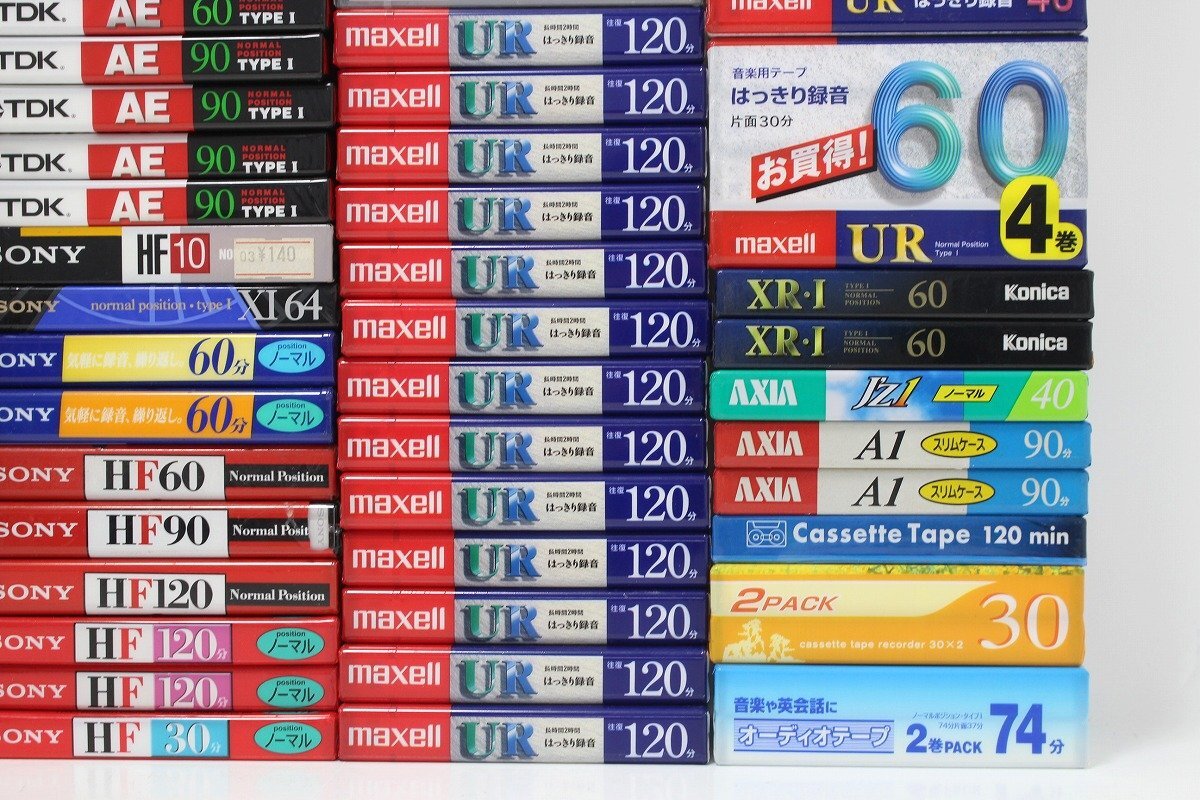 AE 60 NORMAL POSITION TYPE I
TDK AE 90 NORMAL POSITION TYPE I
TDK AE 90 NORMAL POSITION TYPE I
TDK AE 90 NORMAL POSITION TYPE I
TDK AE 90 NORMAL POSITION TYPE I
SONY HF10 NO 03 ¥140
SONY normal position・type I XI 64
SONY 気軽に録音、繰り返し。 60分 position ノーマル
SONY 気軽に録音、繰り返し。 60分 position ノーマル
SONY HF60 Normal Position
SONY HF90 Normal Posit
SONY HF120 Normal Position
SONY HF 120分 position ノーマル
SONY HF 120分 position ノーマル
SONY HF 30分 position ノーマル
maxell UR 長時間2時間 はっきり録音 往復 120分
maxell UR 長時間2時間 はっきり録音 往復 120分
maxell UR 長時間2時間 はっきり録音 往復 120分
maxell UR 長時間2時間 はっきり録音 往復 120分
maxell UR 長時間2時間 はっきり録音 往復 120分
maxell UR 長時間2時間 はっきり録音 往復 120分
maxell UR 長時間2時間 はっきり録音 往復 120分
maxell UR 長時間2時間 はっきり録音 往復 120分
maxell UR 長時間2時間 はっきり録音 往復 120分
maxell UR 長時間2時間 はっきり録音 往復 120分
maxell UR 長時間2時間 はっきり録音 往復 120分
maxell UR 長時間2時間 はっきり録音 往復 120分
maxell UR 長時間2時間 はっきり録音 往復 120分
maxell UR はっきり録音
音楽用テープ
はっきり録音
片面30分
お買得!
60
4巻
maxell UR Normal Position Type I
XR・I TYPE I NORMAL POSITION 60 Konica
XR・I TYPE I NORMAL POSITION 60 Konica
AXIA J'z1 ノーマル 40
AXIA A1 スリムケース 90分
AXIA A1 スリムケース 90分
Cassette Tape 120 min
2PACK 30
cassette tape recorder 30×2
音楽や英会話に
オーディオテープ
ノーマルポジション・タイプI
74分片面37分
2巻PACK 74分